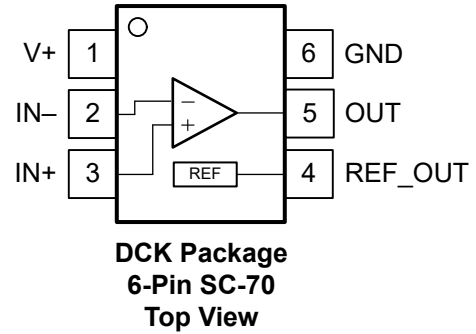 V+ 1 6 GND
IN– 2 – 5 OUT
IN+ 3 + REF 4 REF_OUT
DCK Package
6-Pin SC-70
Top View